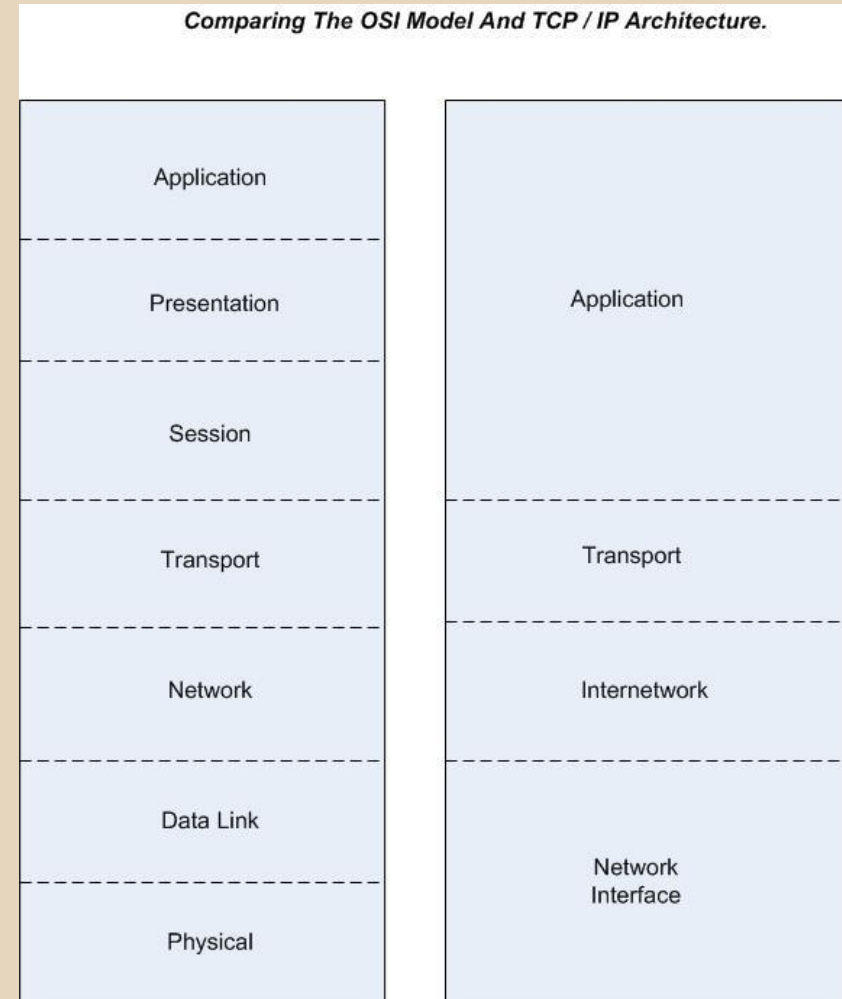 Comparing The OSI Model And TCP / IP Architecture.
Application
Presentation
Session
Transport
Network
Data Link
Physical
Application
Transport
Internetwork
Network
Interface